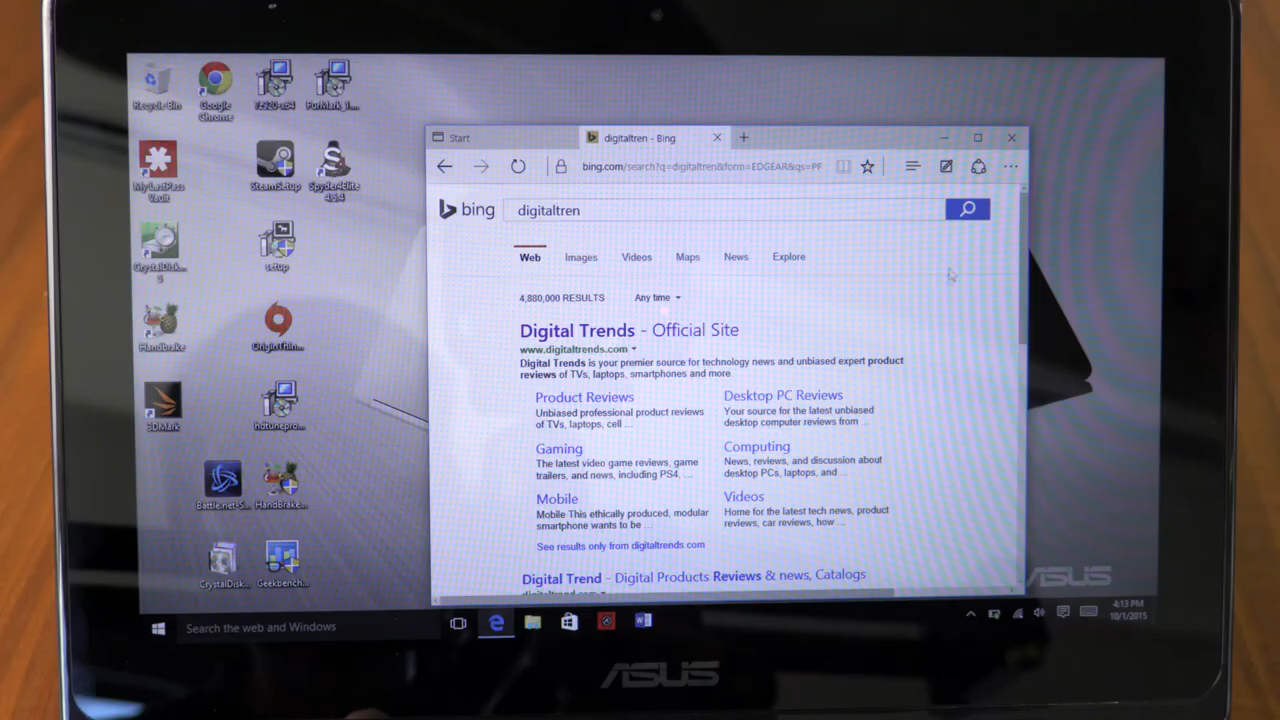 Recycle Bin
Google
Chrome
FurMark_1....
MyLastPass
Vault
SteamSetup
Spyder4Elite
4.5.4
CrystalDisk...
5
setup
HandBrake
OriginThin...
3DMark
hdtunepro...
Battle.net-S...
HandBrake...
CrystalDisk...
Geekbench...
Start
digitaltren - Bing
bing.com/search?q=digitaltren&form=EDGEAR&qs=PF
bing
digitaltren
Web Images Videos Maps News Explore
4,880,000 RESULTS Any time
Digital Trends - Official Site
www.digitaltrends.com
Digital Trends is your premier source for technology news and unbiased expert product
reviews of TVs, laptops, smartphones and more
Product Reviews
Unbiased professional product reviews
of TVs, laptops, cell ...
Desktop PC Reviews
Your source for the latest unbiased
desktop computer reviews from ...
Gaming
The latest video game reviews, game
trailers, and news, including PS4, ...
Computing
News, reviews, and discussion about
desktop PCs, laptops, and ...
Mobile
Mobile This ethically produced, modular
smartphone wants to be ...
Videos
Home for the latest tech news, product
reviews, car reviews, how ...
See results only from digitaltrends.com
Digital Trend - Digital Products Reviews & news, Catalogs
ASUS
Search the web and Windows
4:13 PM
10/1/2015
ASUS